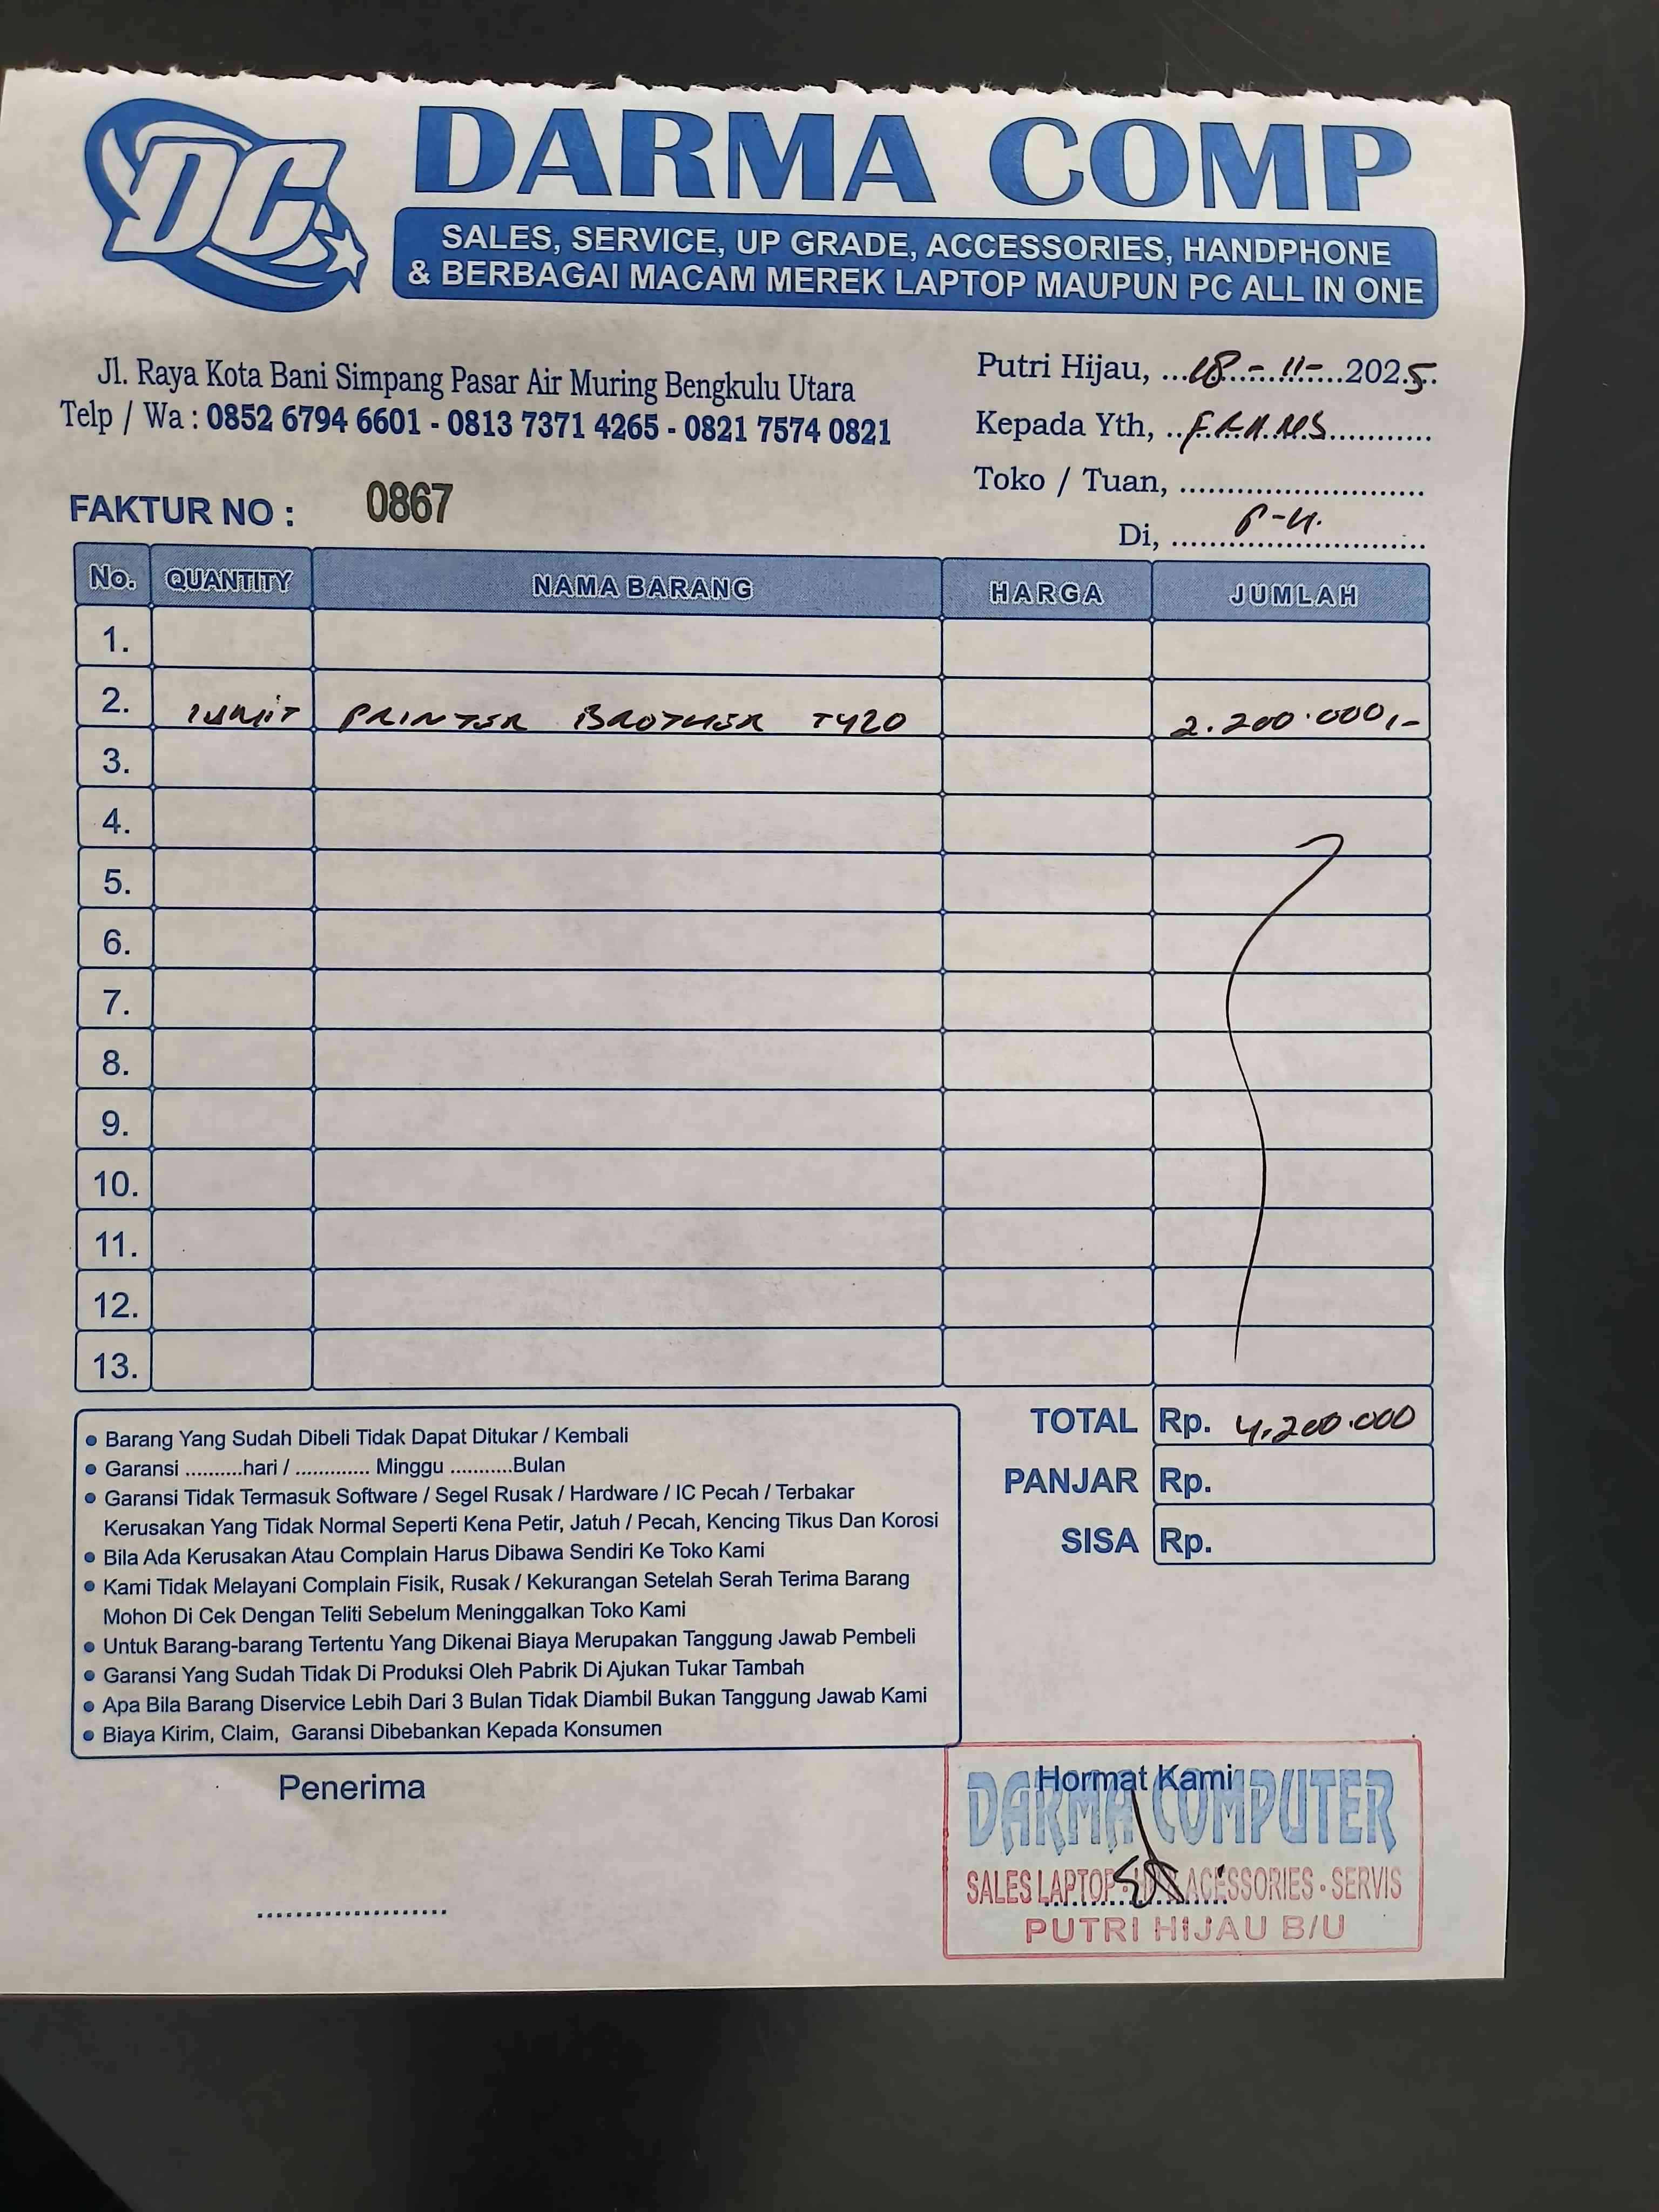 DC
DARMA COMP
SALES, SERVICE, UP GRADE, ACCESSORIES, HANDPHONE
& BERBAGAI MACAM MEREK LAPTOP MAUPUN PC ALL IN ONE
Jl. Raya Kota Bani Simpang Pasar Air Muring Bengkulu Utara
Telp / Wa : 0852 6794 6601 - 0813 7371 4265 - 0821 7574 0821
Putri Hijau, 18-11-2025.
Kepada Yth,
Toko / Tuan,
Di, P-H.
FAKTUR NO : 0867
No. QUANTITY NAMA BARANG HARGA JUMLAH
1.
2. 1 UNIT PRINTER BROTHER T420 2.200.000,-
3.
4.
5.
6.
7.
8.
9.
10.
11.
12.
13.
TOTAL Rp. 4.200.000
PANJAR Rp.
SISA Rp.
• Barang Yang Sudah Dibeli Tidak Dapat Ditukar / Kembali
• Garansi ..........hari / ............. Minggu ...........Bulan
• Garansi Tidak Termasuk Software / Segel Rusak / Hardware / IC Pecah / Terbakar
Kerusakan Yang Tidak Normal Seperti Kena Petir, Jatuh / Pecah, Kencing Tikus Dan Korosi
• Bila Ada Kerusakan Atau Complain Harus Dibawa Sendiri Ke Toko Kami
• Kami Tidak Melayani Complain Fisik, Rusak / Kekurangan Setelah Serah Terima Barang
Mohon Di Cek Dengan Teliti Sebelum Meninggalkan Toko Kami
• Untuk Barang-barang Tertentu Yang Dikenai Biaya Merupakan Tanggung Jawab Pembeli
• Garansi Yang Sudah Tidak Di Produksi Oleh Pabrik Di Ajukan Tukar Tambah
• Apa Bila Barang Diservice Lebih Dari 3 Bulan Tidak Diambil Bukan Tanggung Jawab Kami
• Biaya Kirim, Claim, Garansi Dibebankan Kepada Konsumen
Penerima
Hormat Kami
DARMA COMPUTER
SALES LAPTOP ACESSORIES - SERVIS
PUTRI HIJAU B/U